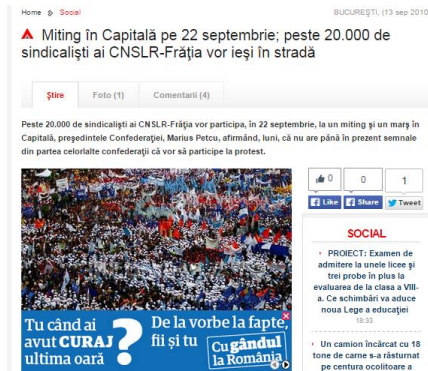 Home » Social
BUCUREŞTI, (13 sep 2010
Miting în Capitală pe 22 septembrie; peste 20.000 de
sindicalişti ai CNSLR-Frăţia vor ieşi în stradă
Ştire
Foto (1)
Comentarii (4)
Peste 20.000 de sindicalişti ai CNSLR-Frăţia vor participa, în 22 septembrie, la un miting şi un marş în
Capitală, preşedintele Confederaţiei, Marius Petcu, afirmând, luni, că nu are până în prezent semnale
din partea celorlalte confederaţii că vor să participe la protest.
Tu când ai
avut CURAJ
ultima oară
?
De la vorbe la fapte,
fii şi tu
Cu gândul
la România
0
0
1
Like
Share
Tweet
SOCIAL
PROIECT: Examen de
admitere la unele licee şi
trei probe în plus la
evaluarea de la clasa a VIII-
a. Ce schimbări va aduce
noua Lege a educaţiei
18:33
Un camion încărcat cu 18
tone de carne s-a răsturnat
pe centura ocolitoare a